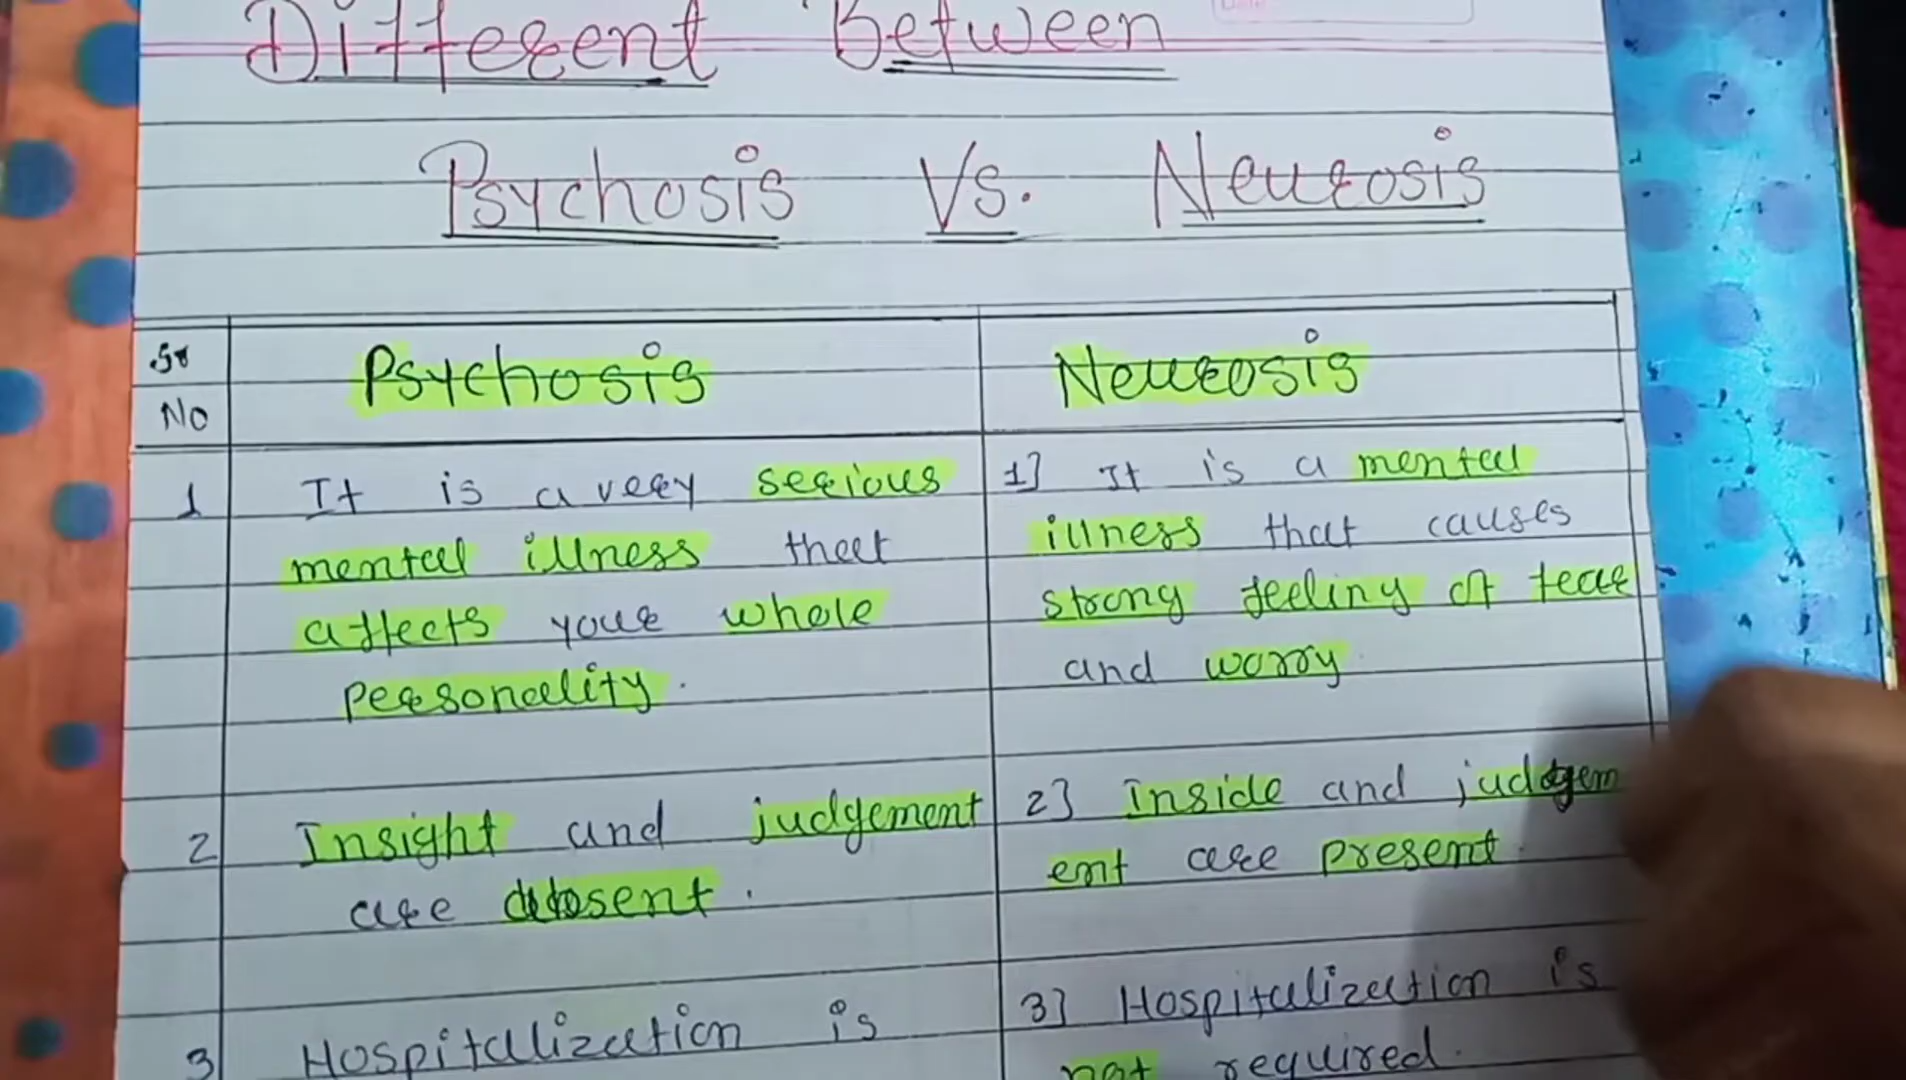 Different Between
Psychosis Vs. Neurosis
Sr
No
Psychosis
Neurosis
1
It is a very serious
mental illness that
affects your whole
personality.
1] It is a mental
illness that causes
strong feeling of fear
and worry.
2
Insight and judgement
are absent.
2] Inside and judgem
ent are present.
3
Hospitalization is
3] Hospitalization is
not required.